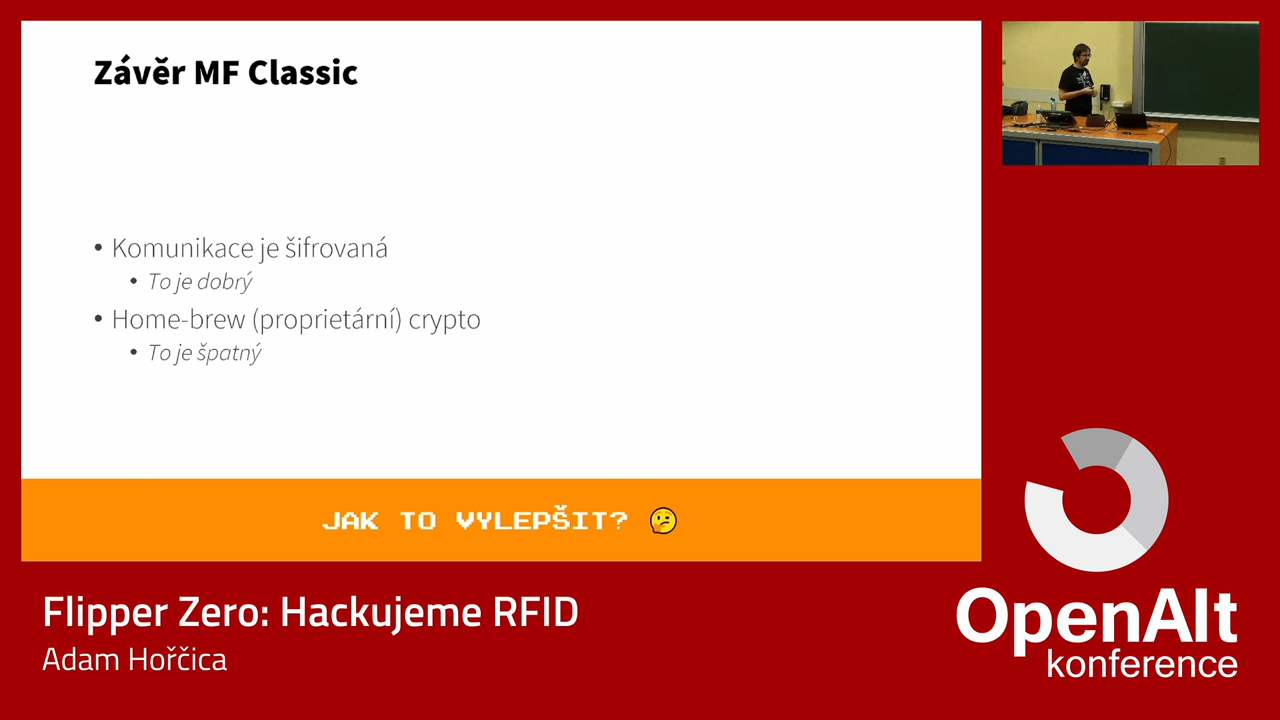 Závěr MF Classic
• Komunikace je šifrovaná
• To je dobrý
• Home-brew (proprietární) crypto
• To je špatný
JAK TO VYLEPŠIT? 🤔
Flipper Zero: Hackujeme RFID
Adam Hořčica
OpenAlt
konference